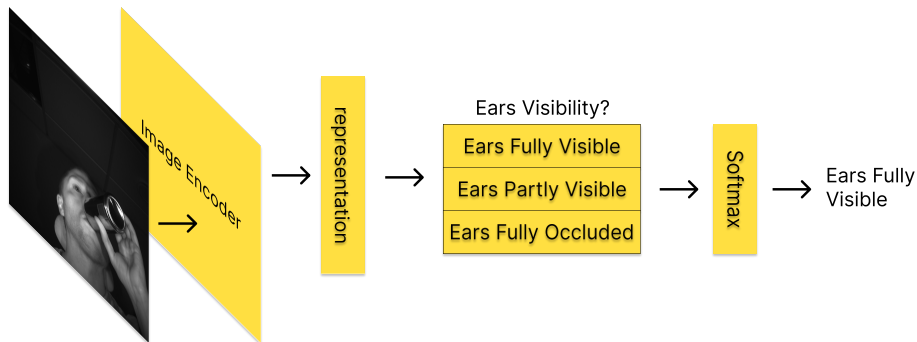 Image Encoder
representation
Ears Visibility?
Ears Fully Visible
Ears Partly Visible
Ears Fully Occluded
Softmax
Ears Fully
Visible